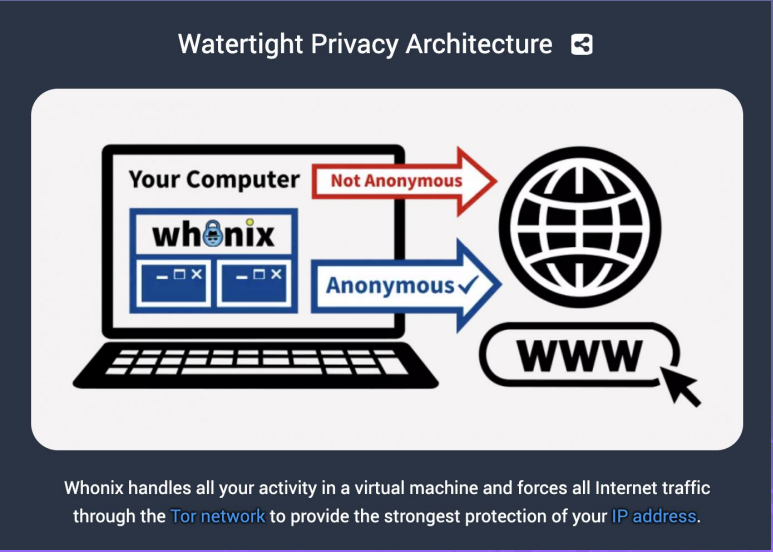 Watertight Privacy Architecture
Your Computer
Not Anonymous
whonix
Anonymous
WWW
Whonix handles all your activity in a virtual machine and forces all Internet traffic
through the Tor network to provide the strongest protection of your IP address.